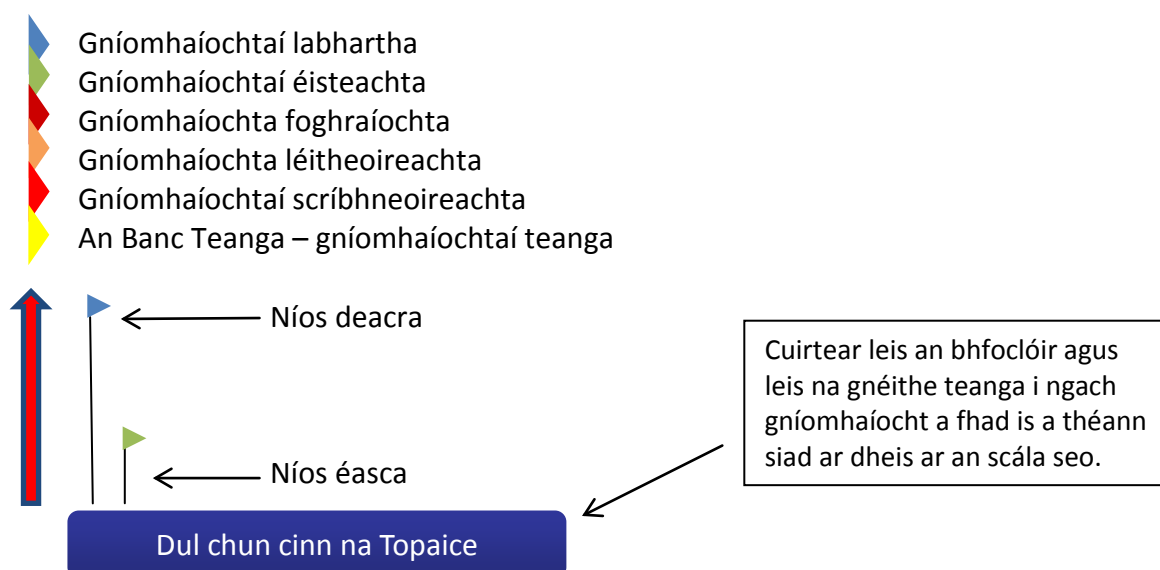 Gníomhaíochtaí labhartha
Gníomhaíochtaí éisteachta
Gníomhaíochta foghraíochta
Gníomhaíochta léitheoireachta
Gníomhaíochtaí scríbhneoireachta
An Banc Teanga – gníomhaíochtaí teanga
Níos deacra
Cuirtear leis an bhfoclóir agus
leis na gnéithe teanga i ngach
gníomhaíocht a fhad is a théann
siad ar dheis ar an scála seo.
Níos éasca
Dul chun cinn na Topaice